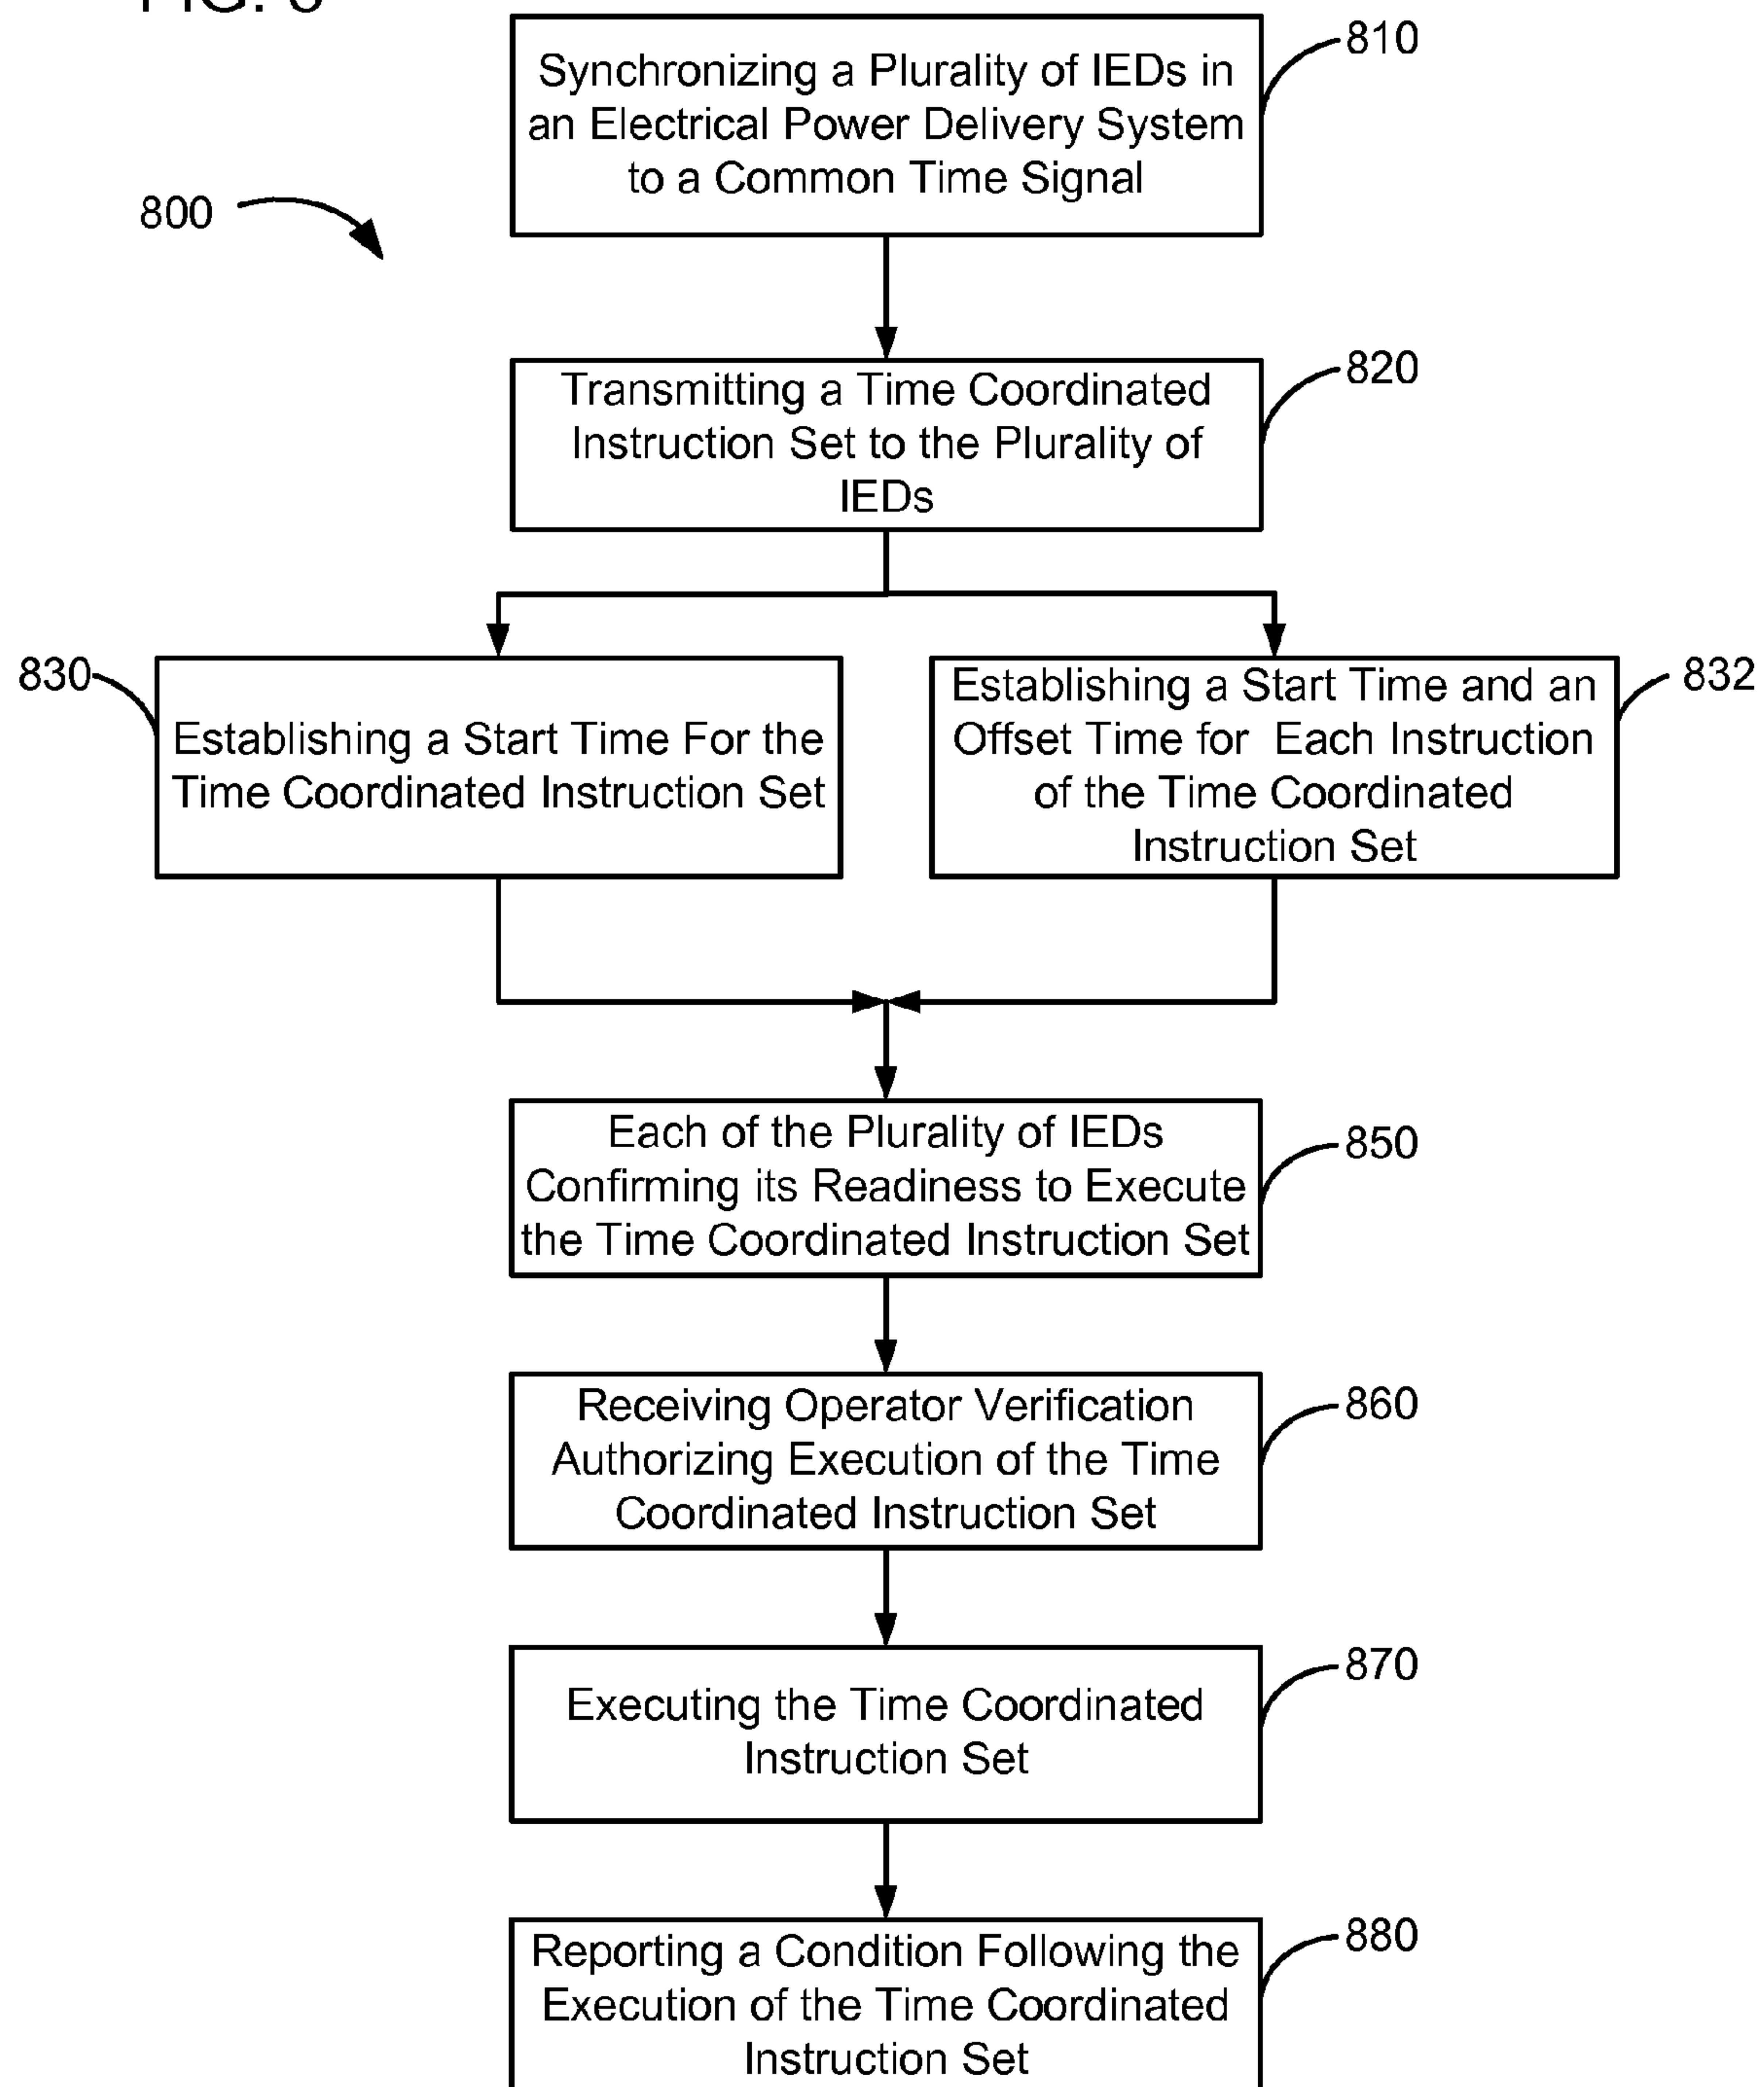 FIG. 8
810
Synchronizing a Plurality of IEDs in
an Electrical Power Delivery System
to a Common Time Signal
800
820
Transmitting a Time Coordinated
Instruction Set to the Plurality of
IEDs
830
Establishing a Start Time For the
Time Coordinated Instruction Set
832
Establishing a Start Time and an
Offset Time for Each Instruction
of the Time Coordinated
Instruction Set
850
Each of the Plurality of IEDs
Confirming its Readiness to Execute
the Time Coordinated Instruction Set
860
Receiving Operator Verification
Authorizing Execution of the Time
Coordinated Instruction Set
870
Executing the Time Coordinated
Instruction Set
880
Reporting a Condition Following the
Execution of the Time Coordinated
Instruction Set